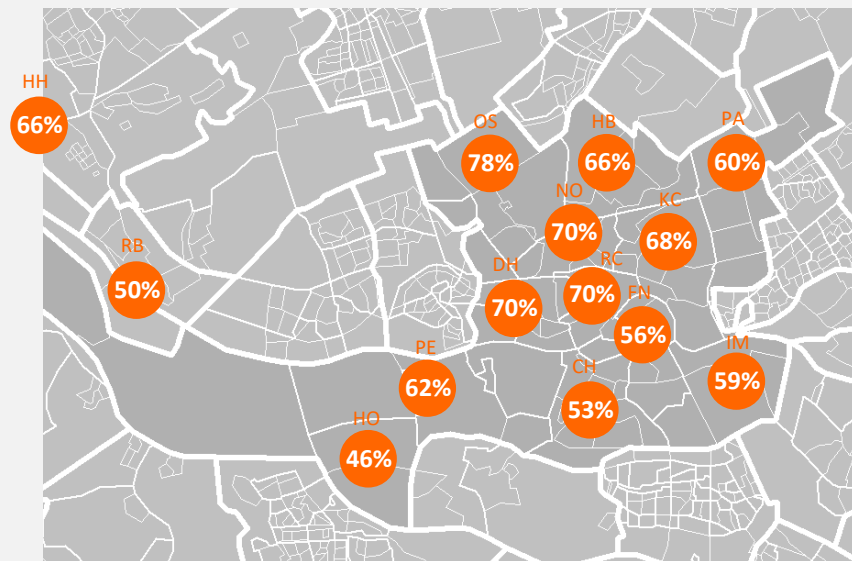 HH
66%
OS
78%
HB
66%
PA
60%
NO
70%
KC
68%
RB
50%
DH
70%
RC
70%
FN
56%
PE
62%
IM
59%
CH
53%
HO
46%